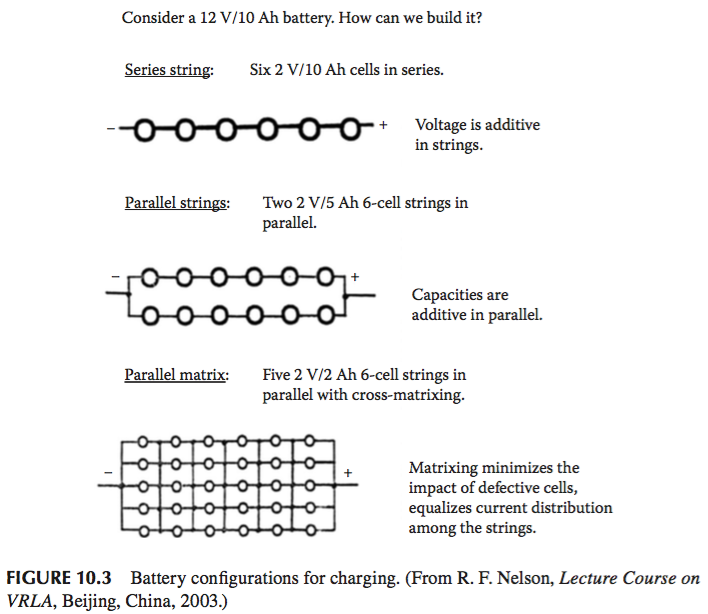 Consider a 12 V/10 Ah battery. How can we build it?
Series string: Six 2 V/10 Ah cells in series.
– + Voltage is additive
in strings.
Parallel strings: Two 2 V/5 Ah 6-cell strings in
parallel.
– +
Capacities are
additive in parallel.
Parallel matrix: Five 2 V/2 Ah 6-cell strings in
parallel with cross-matrixing.
– + Matrixing minimizes the
impact of defective cells,
equalizes current distribution
among the strings.
FIGURE 10.3 Battery configurations for charging. (From R. F. Nelson, Lecture Course on
VRLA, Beijing, China, 2003.)